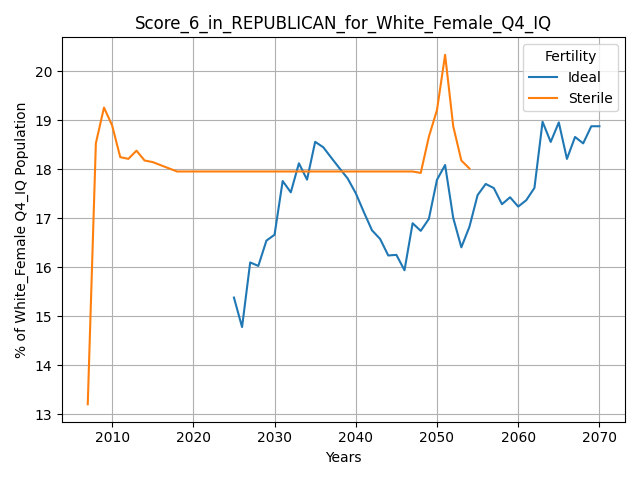 Score_6_in_REPUBLICAN_for_White_Female_Q4_IQ
Fertility
Ideal
Sterile
% of White_Female Q4_IQ Population
20
19
18
17
16
15
14
13
2010
2020
2030
2040
2050
2060
2070
Years